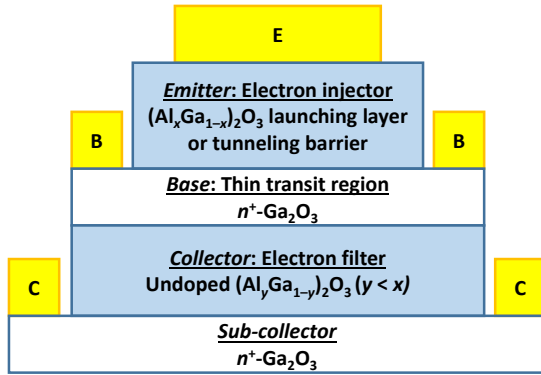 E
Emitter: Electron injector
(AlₓGa₁₋ₓ)₂O₃ launching layer
or tunneling barrier
B
B
Base: Thin transit region
n⁺-Ga₂O₃
Collector: Electron filter
Undoped (AlᵧGa₁₋ᵧ)₂O₃ (y < x)
C
C
Sub-collector
n⁺-Ga₂O₃